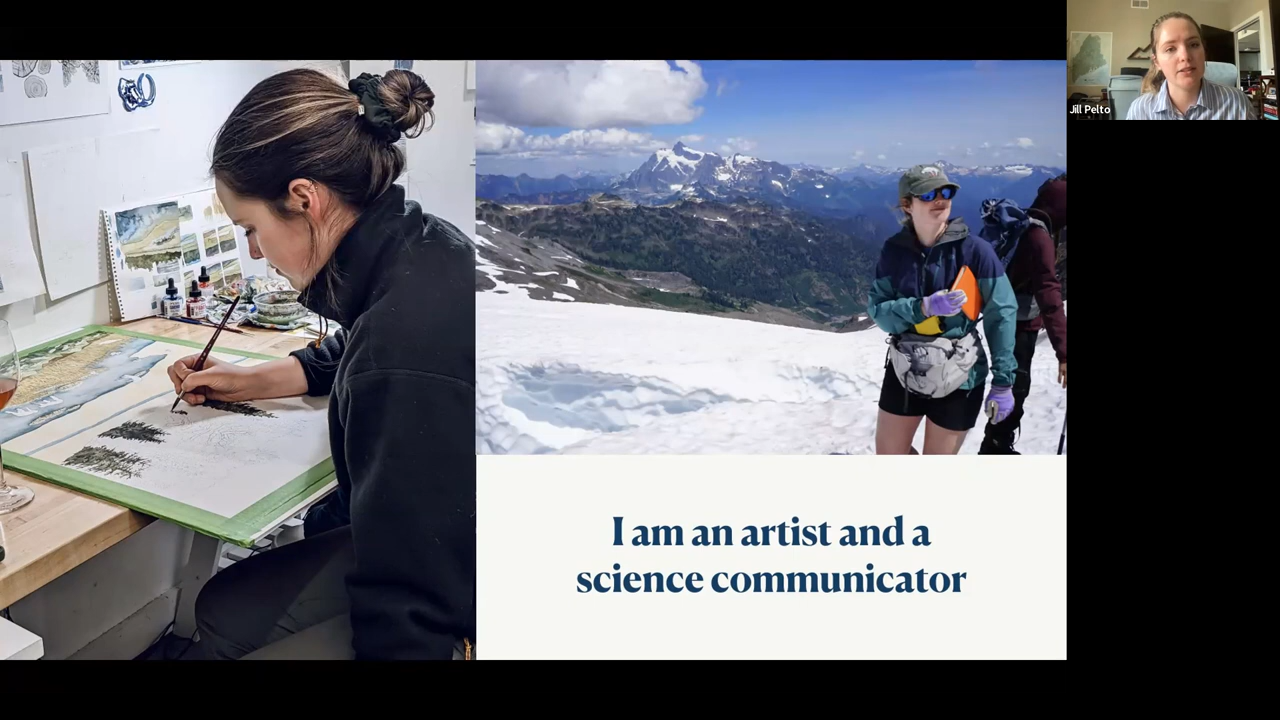 Jill Pelto
I am an artist and a
science communicator